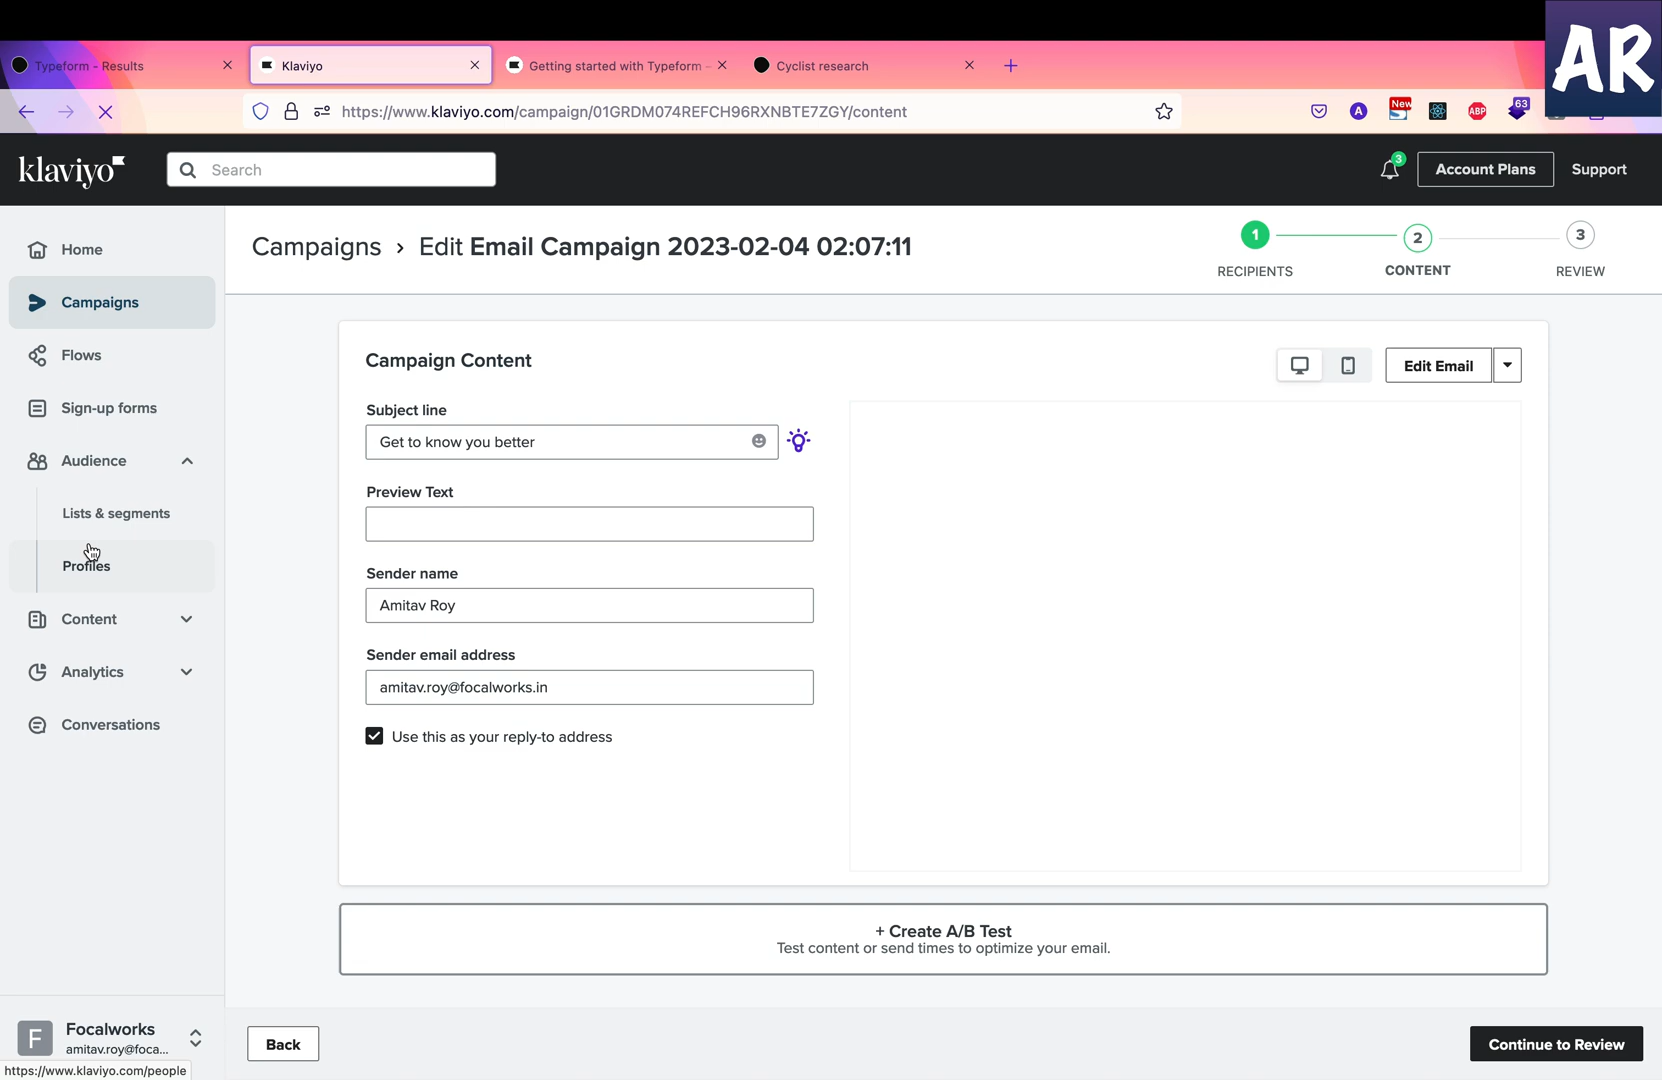 AR
Typeform - Results
Klaviyo
Getting started with Typeform -
Cyclist research
https://www.klaviyo.com/campaign/01GRDM074REFCH96RXNBTE7ZGY/content
A
New
S
ABP
63
klaviyo
Search
3
Account Plans
Support
Home
Campaigns
Flows
Sign-up forms
Audience
Lists & segments
Profiles
Content
Analytics
Conversations
Campaigns › Edit Email Campaign 2023-02-04 02:07:11
1
2
3
RECIPIENTS
CONTENT
REVIEW
Campaign Content
Edit Email
Subject line
Get to know you better
Preview Text
Sender name
Amitav Roy
Sender email address
amitav.roy@focalworks.in
Use this as your reply-to address
+ Create A/B Test
Test content or send times to optimize your email.
F
Focalworks
amitav.roy@foca...
Back
Continue to Review
https://www.klaviyo.com/people